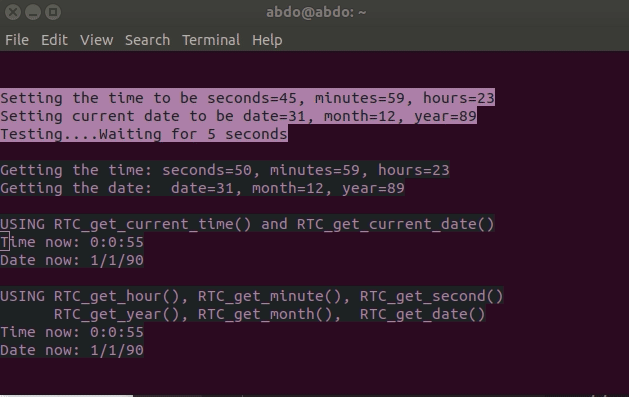 abdo@abdo: ~
File Edit View Search Terminal Help
Setting the time to be seconds=45, minutes=59, hours=23
Setting current date to be date=31, month=12, year=89
Testing....Waiting for 5 seconds
Getting the time: seconds=50, minutes=59, hours=23
Getting the date:  date=31, month=12, year=89
USING RTC_get_current_time() and RTC_get_current_date()
Time now: 0:0:55
Date now: 1/1/90
USING RTC_get_hour(), RTC_get_minute(), RTC_get_second()
      RTC_get_year(), RTC_get_month(),  RTC_get_date()
Time now: 0:0:55
Date now: 1/1/90